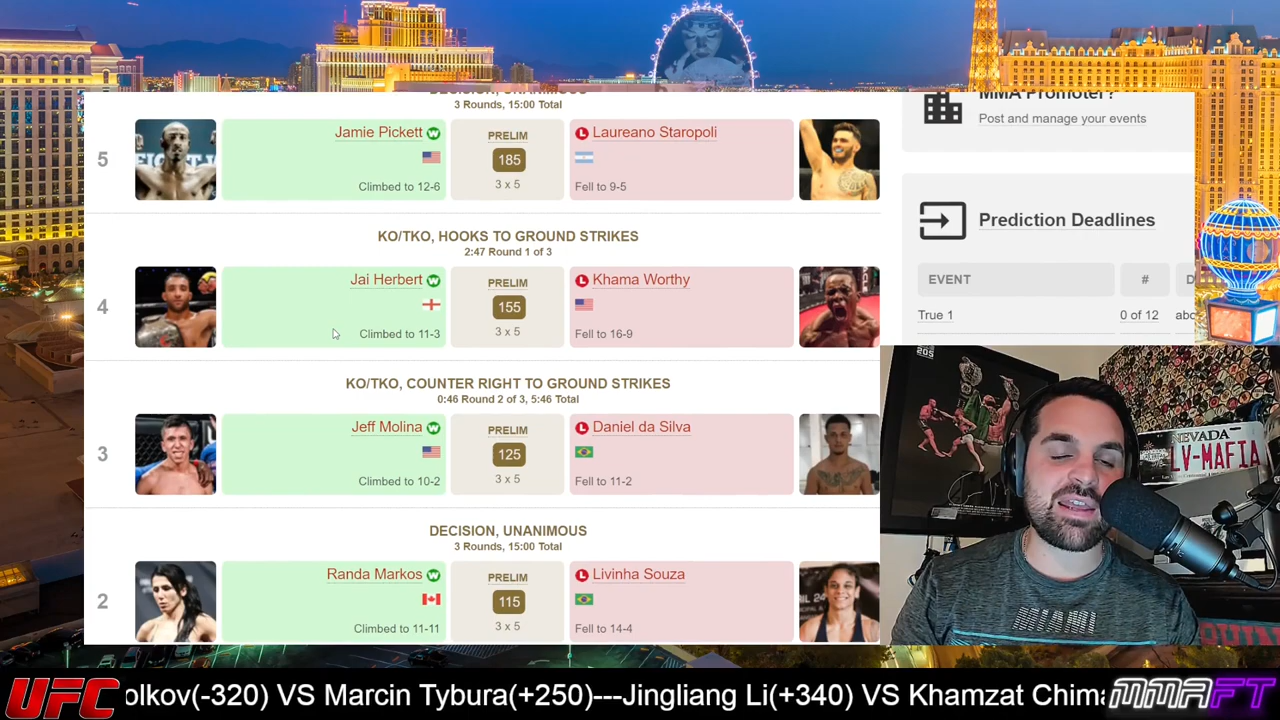 3 Rounds, 15:00 Total
5
Jamie Pickett W
Climbed to 12-6
PRELIM
185
3 x 5
L Laureano Staropoli
Fell to 9-5
KO/TKO, HOOKS TO GROUND STRIKES
2:47 Round 1 of 3
4
Jai Herbert W
Climbed to 11-3
PRELIM
155
3 x 5
L Khama Worthy
Fell to 16-9
KO/TKO, COUNTER RIGHT TO GROUND STRIKES
0:46 Round 2 of 3, 5:46 Total
3
Jeff Molina W
Climbed to 10-2
PRELIM
125
3 x 5
L Daniel da Silva
Fell to 11-2
DECISION, UNANIMOUS
3 Rounds, 15:00 Total
2
Randa Markos W
Climbed to 11-11
PRELIM
115
3 x 5
L Livinha Souza
Fell to 14-4
MMA Promoter?
Post and manage your events
Prediction Deadlines
EVENT # D
True 1 0 of 12 abo
NEVADA
LV-MAFIA
MIAMI
UFC
olkov(-320) VS Marcin Tybura(+250)---Jingliang Li(+340) VS Khamzat Chima
MMAFT